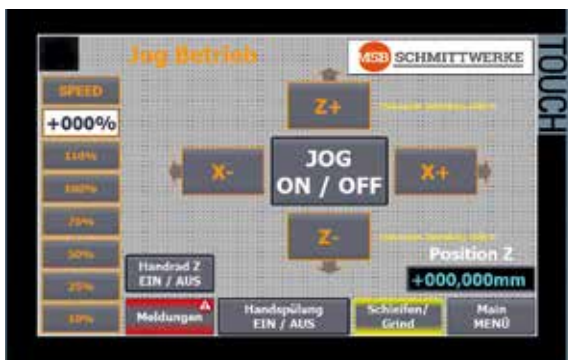 Jog Betrieb
MSB SCHMITTWERKE
TOUCH
SPEED
+000%
110%
100%
75%
50%
25%
10%
Z+
X-
JOG
ON / OFF
X+
Z-
Handrad Z
EIN / AUS
Position Z
+000,000mm
Meldungen
Handspülung
EIN / AUS
Schleifen/
Grind
Main
MENÜ